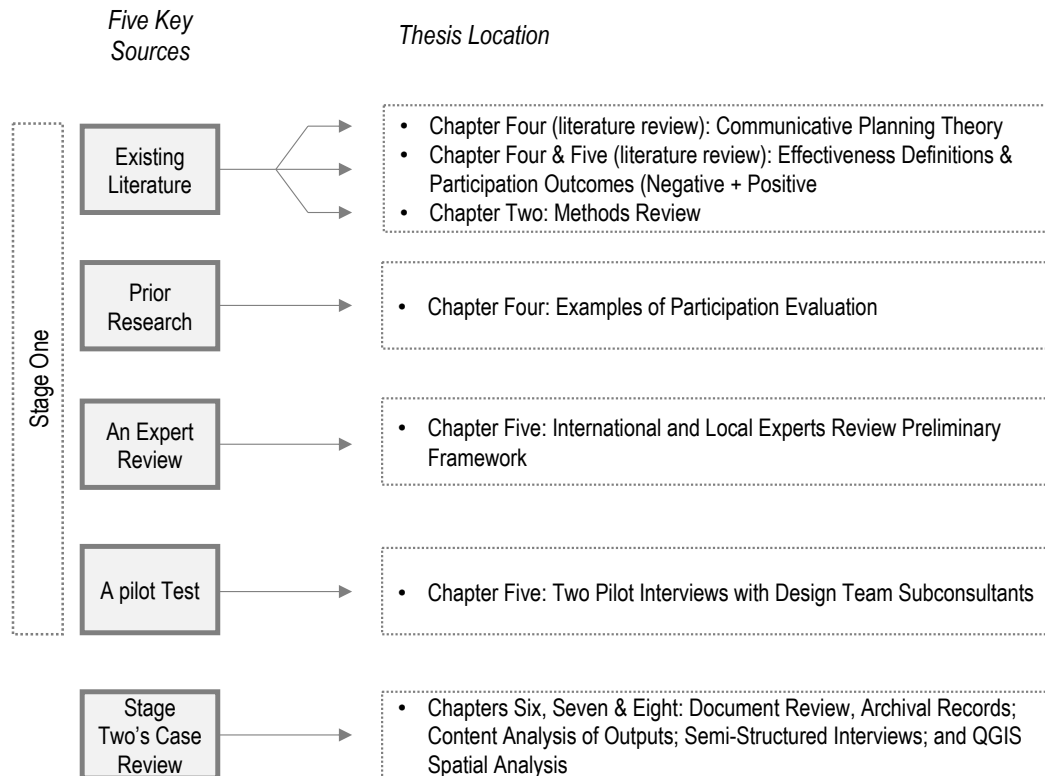 Five Key
Sources
Thesis Location
Stage One
Existing
Literature
• Chapter Four (literature review): Communicative Planning Theory
• Chapter Four & Five (literature review): Effectiveness Definitions &
Participation Outcomes (Negative + Positive
• Chapter Two: Methods Review
Prior
Research
• Chapter Four: Examples of Participation Evaluation
An Expert
Review
• Chapter Five: International and Local Experts Review Preliminary
Framework
A pilot Test
• Chapter Five: Two Pilot Interviews with Design Team Subconsultants
Stage
Two's Case
Review
• Chapters Six, Seven & Eight: Document Review, Archival Records;
Content Analysis of Outputs; Semi-Structured Interviews; and QGIS
Spatial Analysis